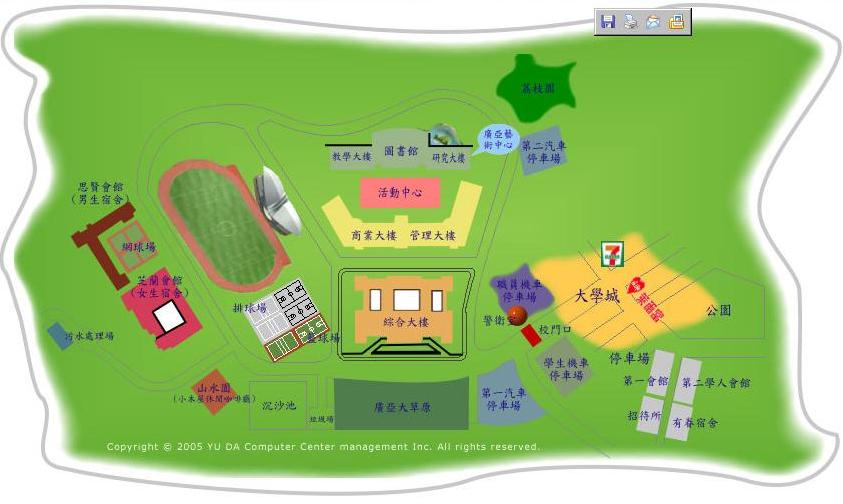 荔枝園
廣亞藝
術中心
教學大樓
圖書館
研究大樓
第二汽車
停車場
活動中心
思賢會館
(男生宿舍)
商業大樓
管理大樓
網球場
芝蘭會館
(女生宿舍)
7
職員機車
停車場
大學城
萊爾富
公園
排球場
籃球場
綜合大樓
警衛室
校門口
污水處理場
停車場
學生機車
停車場
第一會館
第二學人會館
山水園
(小木屋休閒咖啡廳)
沉沙池
垃圾場
廣亞大草原
第一汽車
停車場
招待所
有眷宿舍
Copyright © 2005 YU DA Computer Center management Inc. All rights reserved.